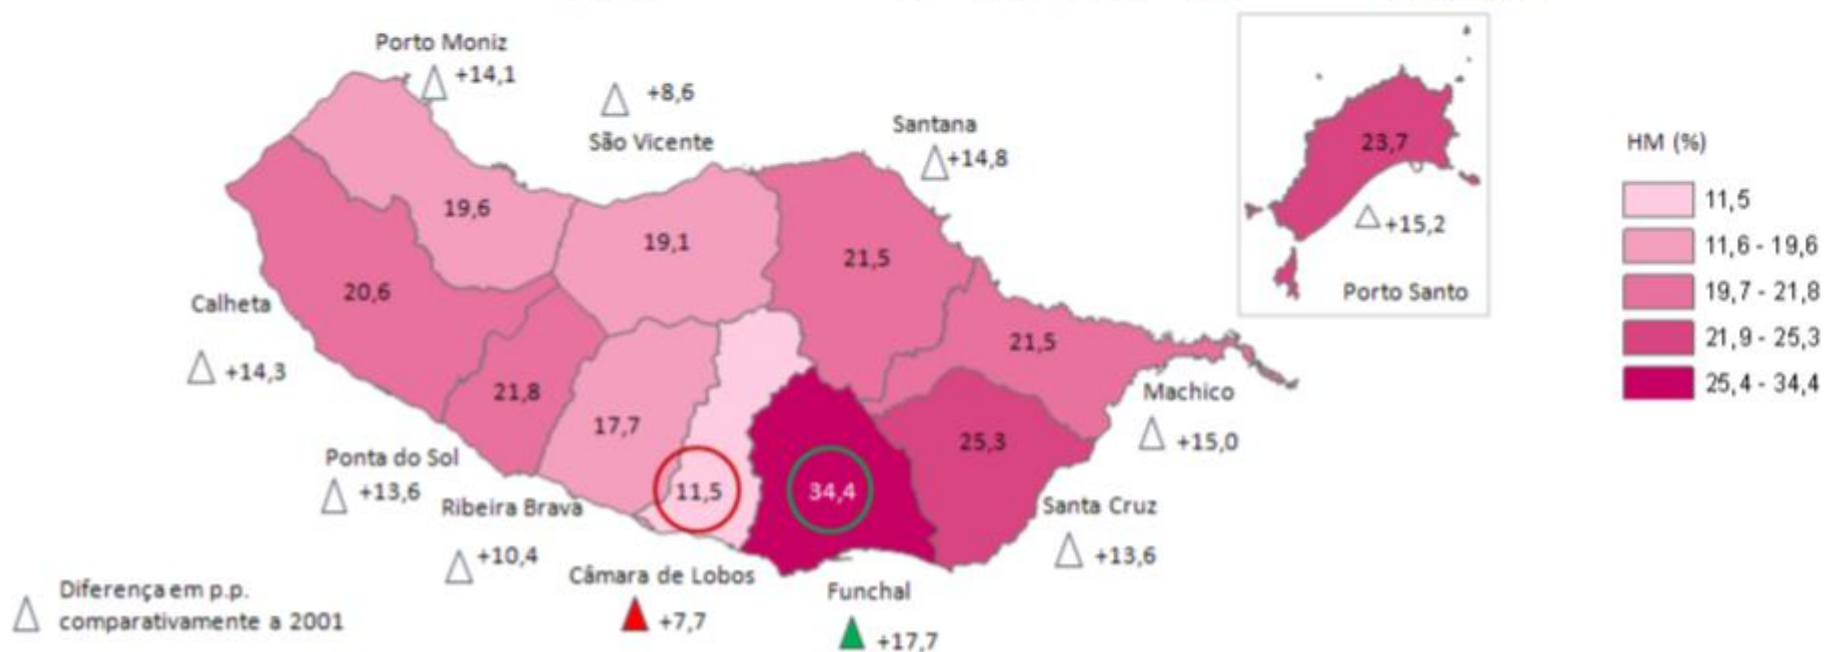 Porto Moniz
+14,1
+8,6
São Vicente
Santana
+14,8
23,7
+15,2
Porto Santo
HM (%)
11,5
11,6 - 19,6
19,7 - 21,8
21,9 - 25,3
25,4 - 34,4
19,6
19,1
21,5
20,6
Calheta
+14,3
21,5
21,8
17,7
25,3
Machico
+15,0
Ponta do Sol
+13,6
Ribeira Brava
+10,4
11,5
34,4
Santa Cruz
+13,6
Câmara de Lobos
+7,7
Funchal
+17,7
Diferença em p.p.
comparativamente a 2001